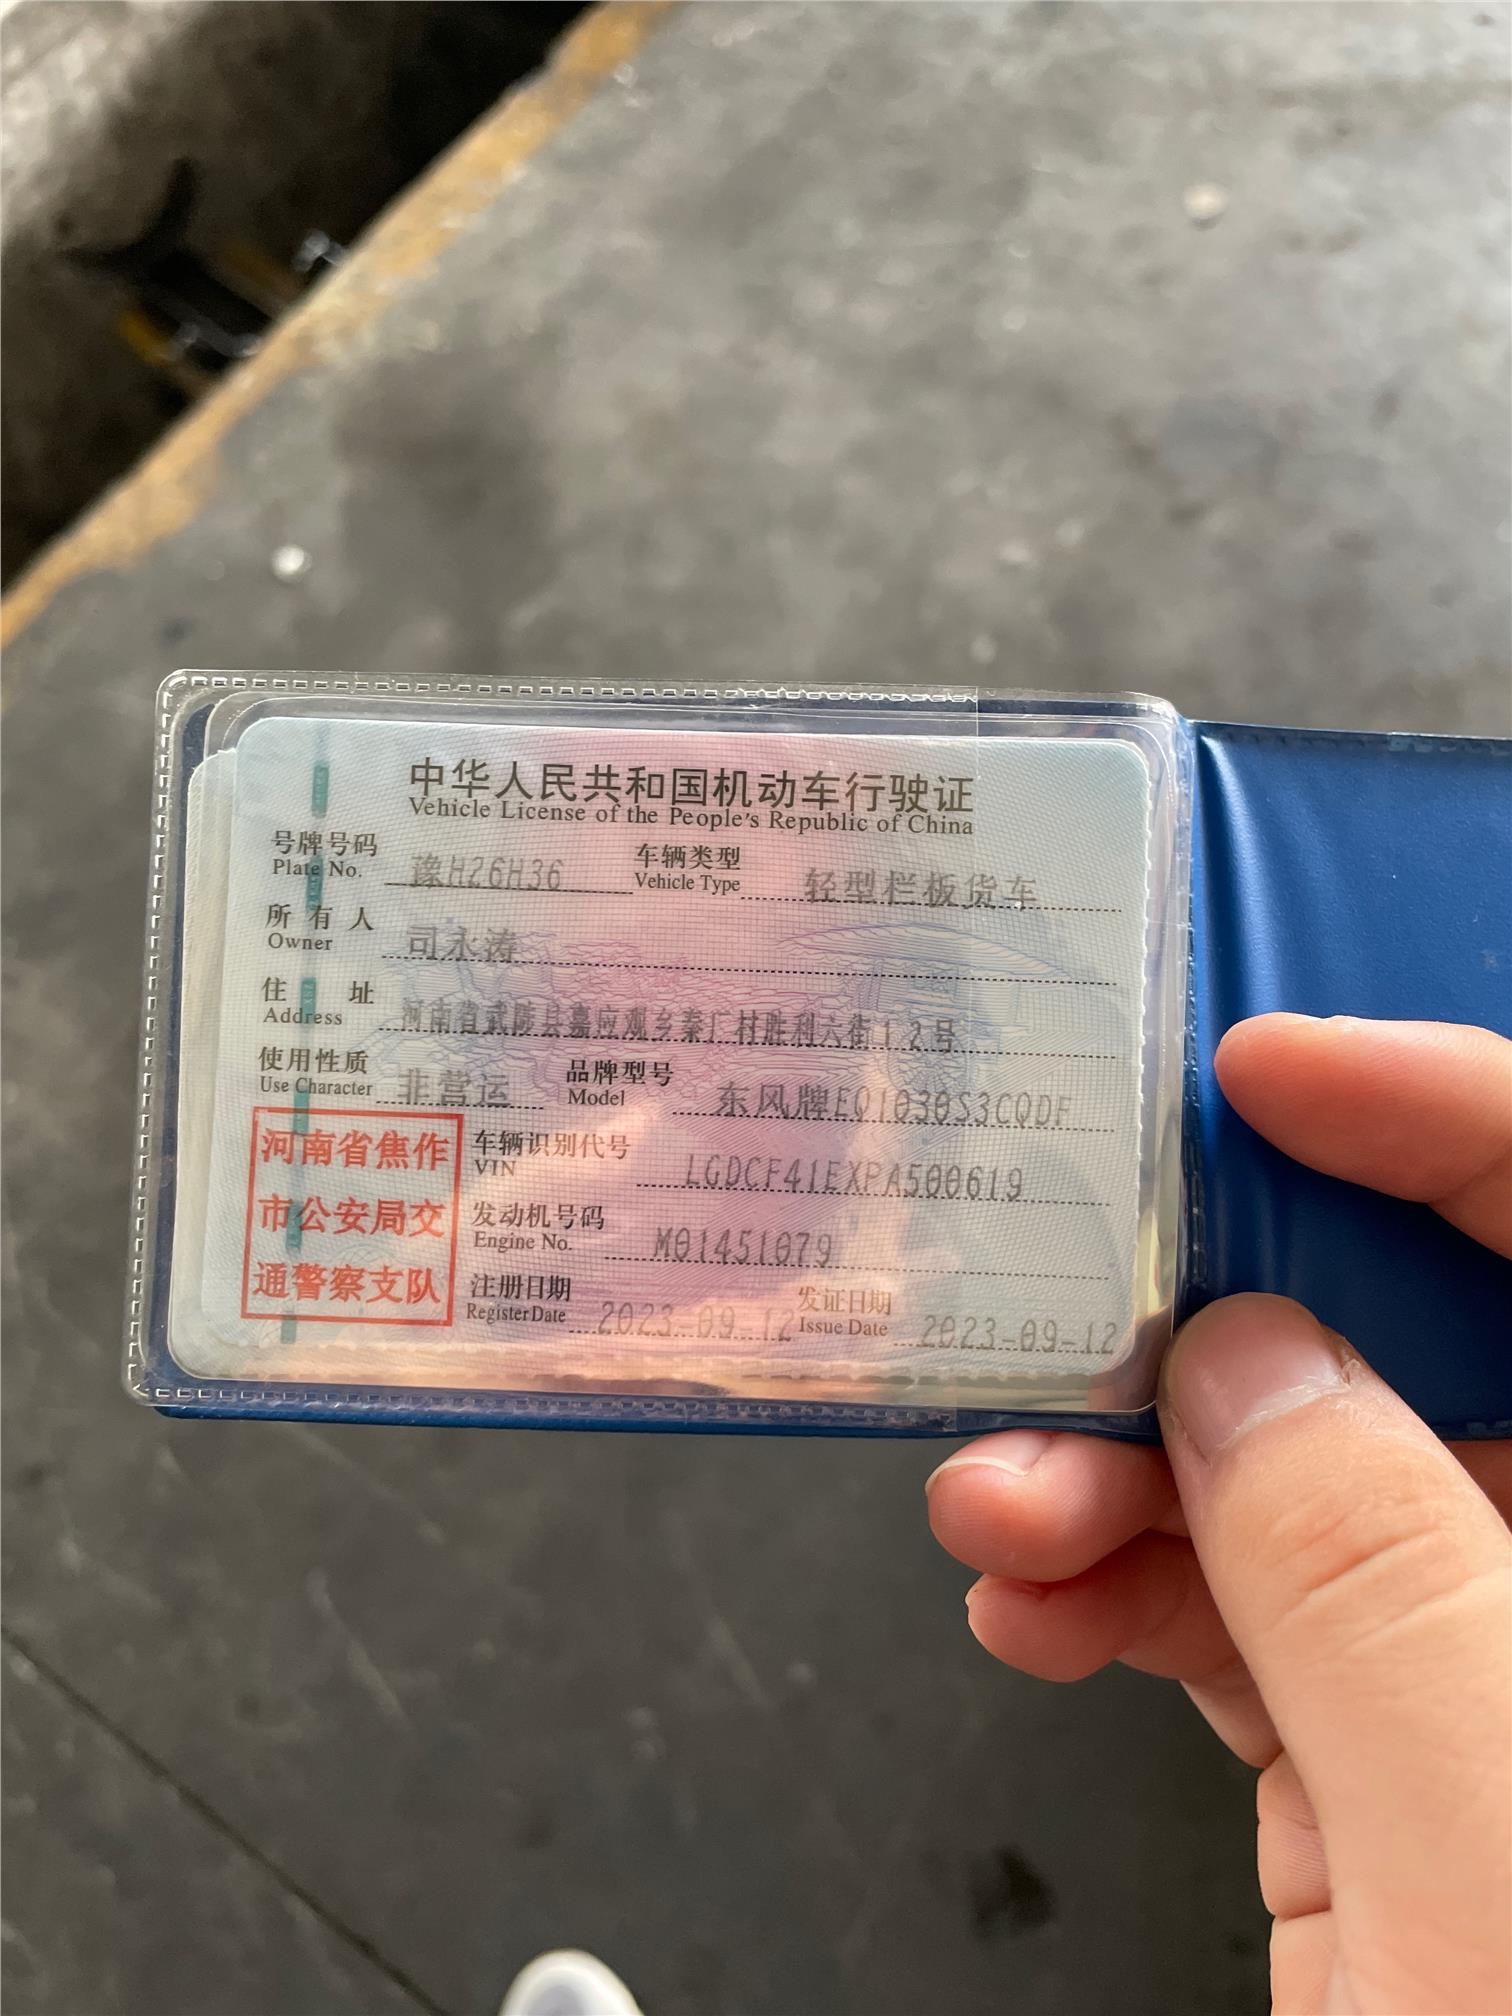 中华人民共和国机动车行驶证
Vehicle License of the People's Republic of China
号牌号码 豫H26H36 车辆类型 轻型栏板货车
Plate No. Vehicle Type
所有人 司永涛
Owner
住址 河南省武陟县嘉应观乡秦厂村胜利六街12号
Address
使用性质 非营运 品牌型号 东风牌EQ1030S3CQDF
Use Character Model
河南省焦作
市公安局交
通警察支队
车辆识别代号 LGDCF41EXPA500619
VIN
发动机号码 M01451079
Engine No.
注册日期 2023-09-12 发证日期 2023-09-12
Register Date Issue Date